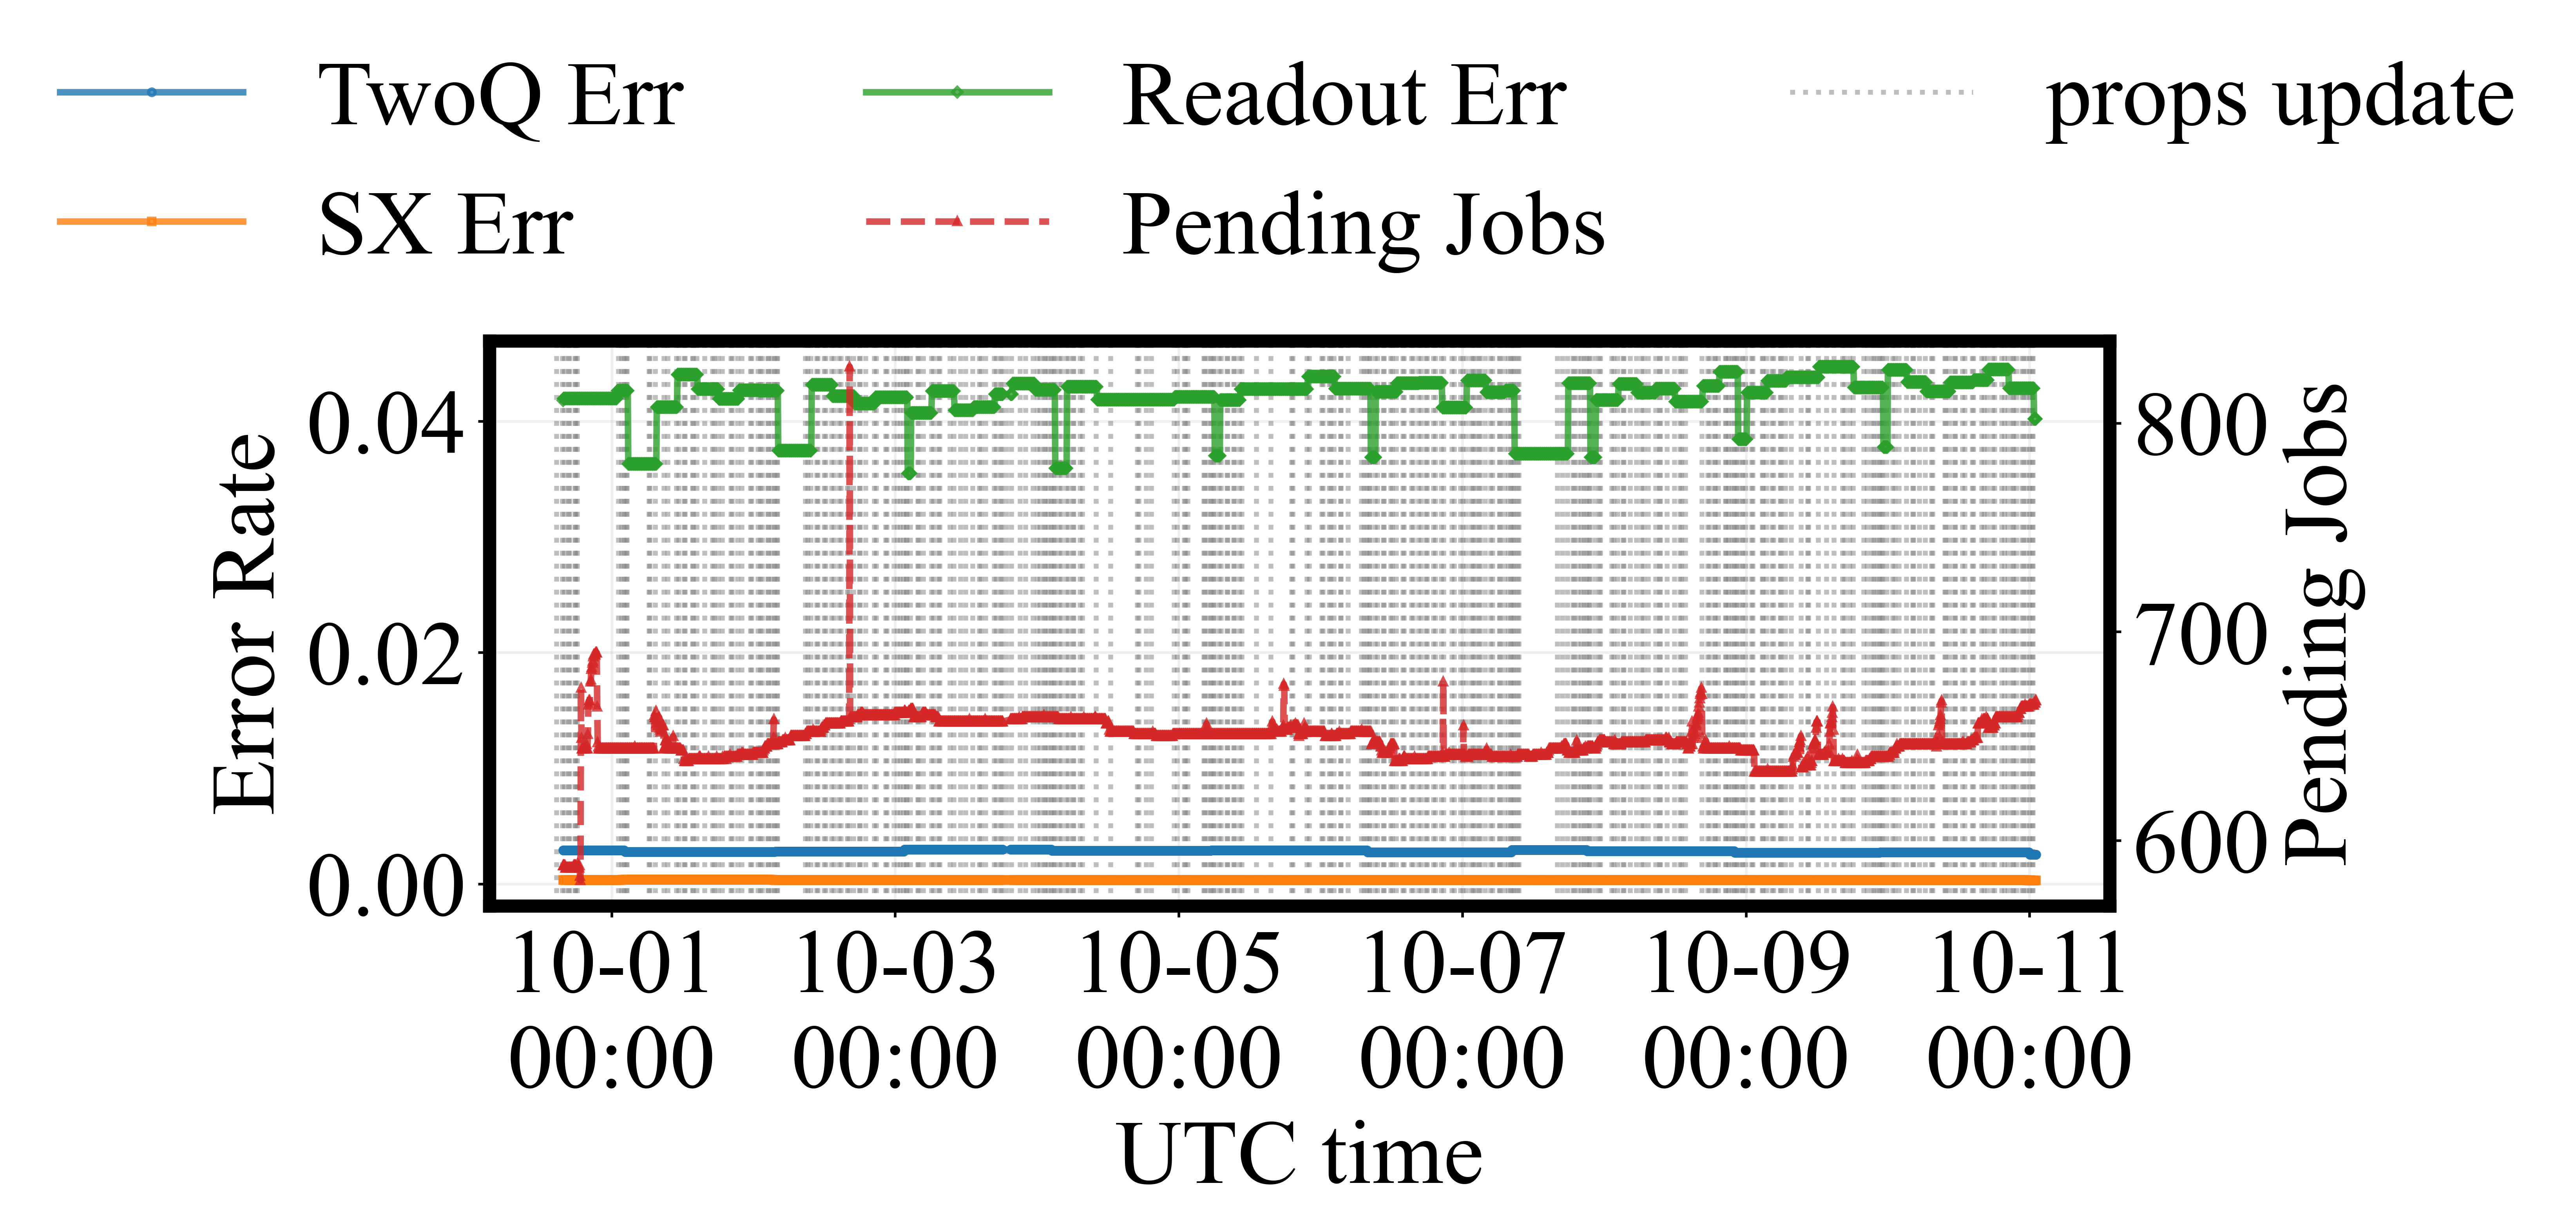 TwoQ Err
Readout Err
props update
SX Err
Pending Jobs
Error Rate
0.04
0.02
0.00
800
700
600
Pending Jobs
10-01 10-03 10-05 10-07 10-09 10-11
00:00 00:00 00:00 00:00 00:00 00:00
UTC time